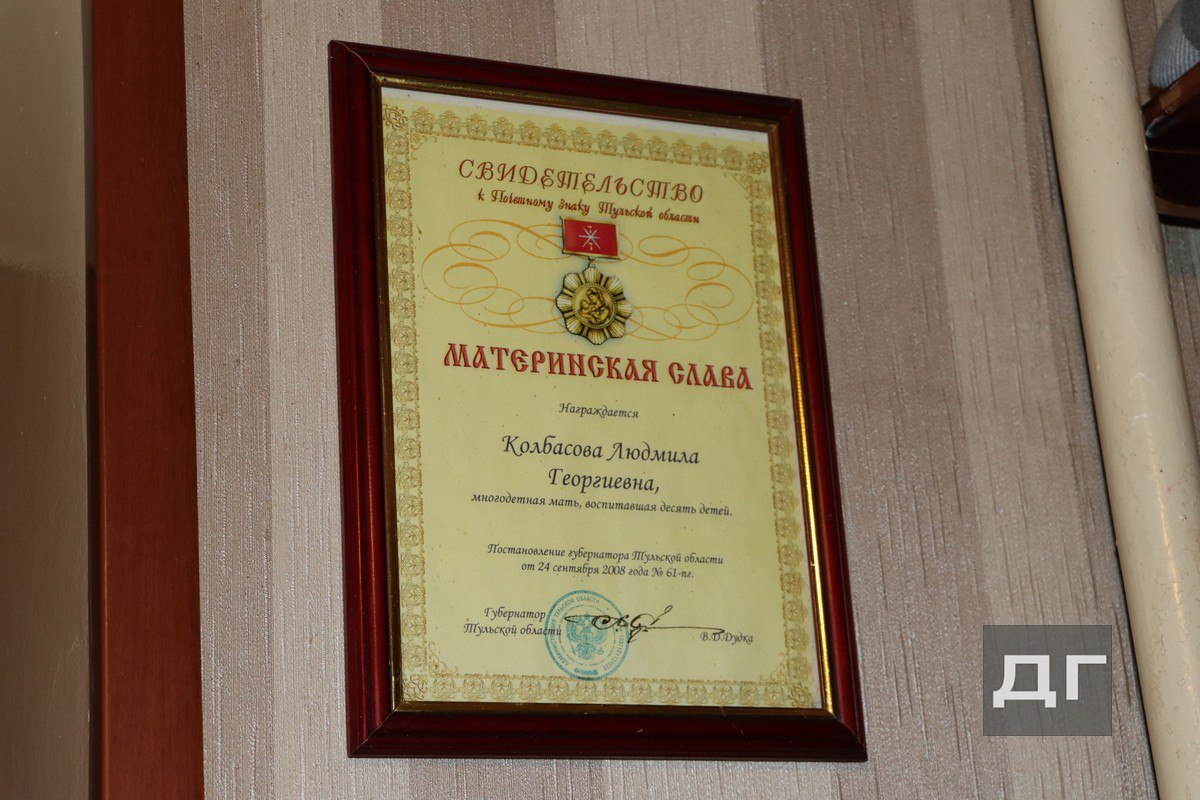 СВИДЕТЕЛЬСТВО
к Почетному Знаку Тульской области
МАТЕРИНСКАЯ СЛАВА
Награждается
Колбасова Людмила
Георгиевна,
многодетная мать, воспитавшая десять детей.
Постановление губернатора Тульской области
от 24 сентября 2008 года № 61-пг.
Губернатор
Тульской области
В.Д.Дудка
ДГ